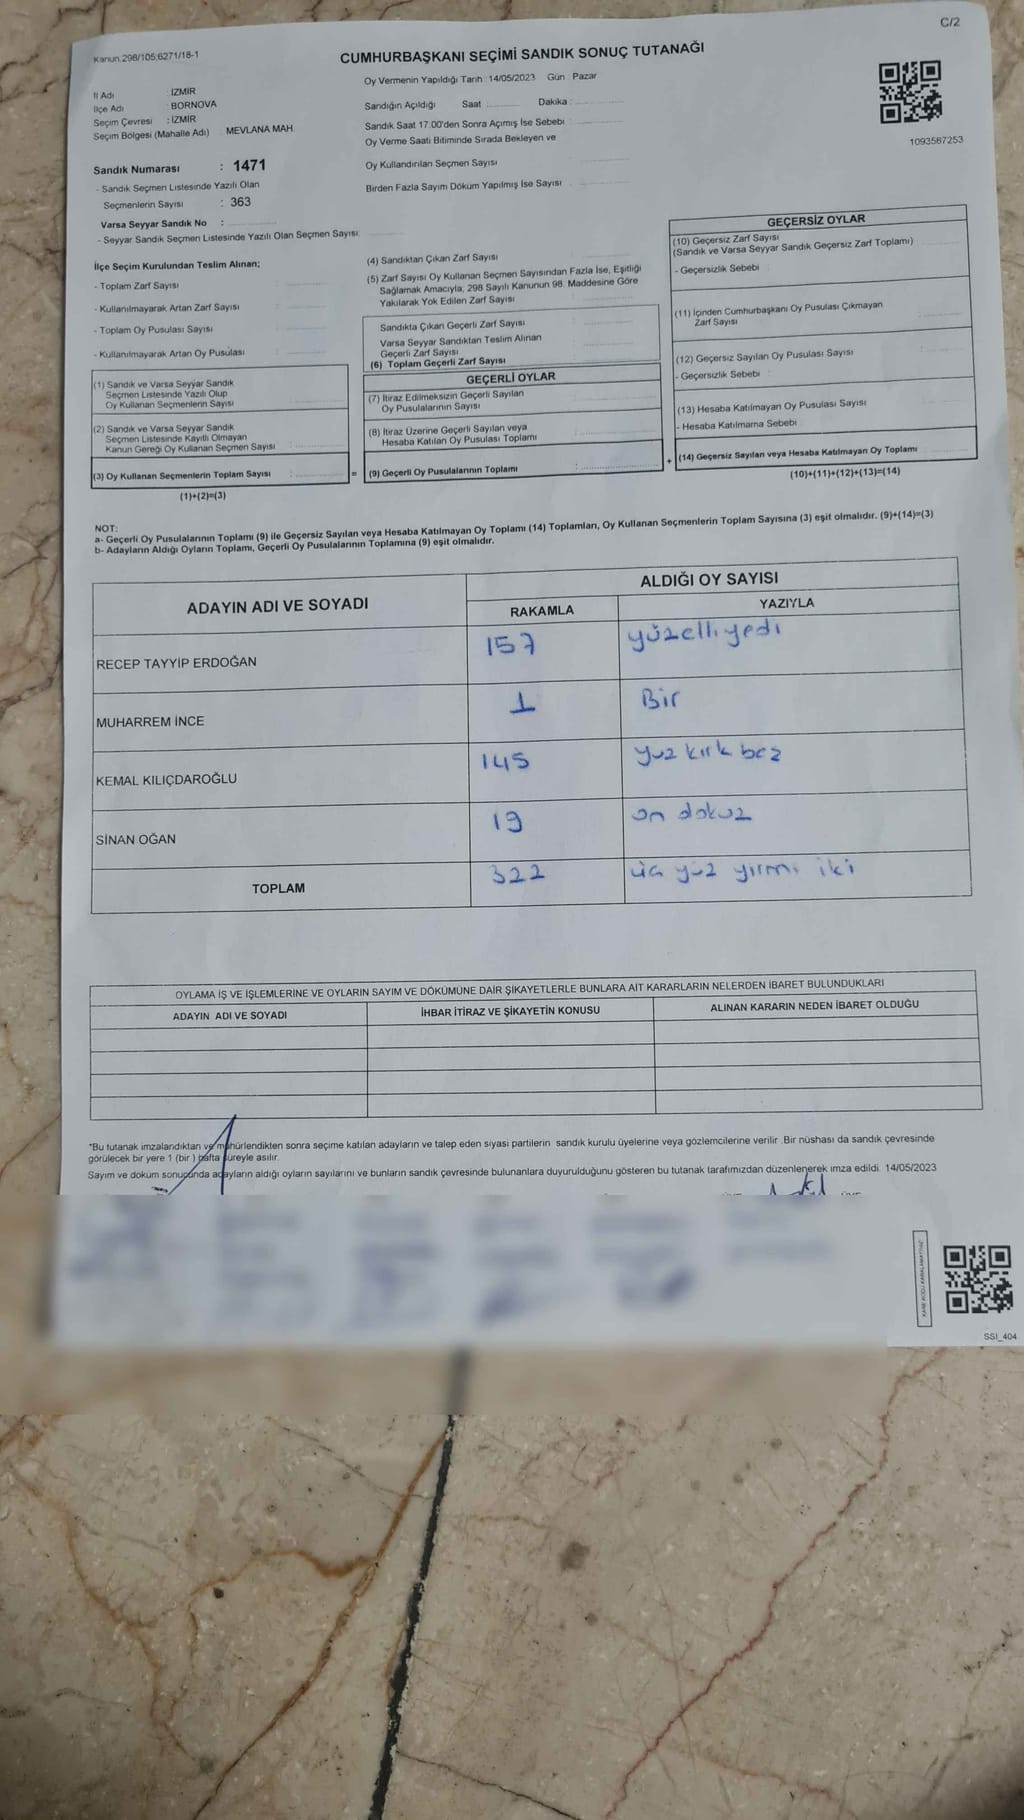 C/2
Kanun.298/105,6271/18-1
CUMHURBAŞKANI SEÇİMİ SANDIK SONUÇ TUTANAĞI
Oy Vermenin Yapıldığı Tarih : 14/05/2023 Gün : Pazar
İl Adı : İZMİR
İlçe Adı : BORNOVA
Seçim Çevresi : İZMİR
Seçim Bölgesi (Mahalle Adı) : MEVLANA MAH.
Sandığın Açıldığı Saat : Dakika :
Sandık Saat 17.00'den Sonra Açımış İse Sebebi :
Oy Verme Saati Bitiminde Sırada Bekleyen ve
Oy Kullandırılan Seçmen Sayısı :
Birden Fazla Sayım Döküm Yapılmış İse Sayısı :
1093587253
Sandık Numarası : 1471
- Sandık Seçmen Listesinde Yazılı Olan
Seçmenlerin Sayısı : 363
Varsa Seyyar Sandık No :
- Seyyar Sandık Seçmen Listesinde Yazılı Olan Seçmen Sayısı:
İlçe Seçim Kurulundan Teslim Alınan;
- Toplam Zarf Sayısı :
- Kullanılmayarak Artan Zarf Sayısı :
- Toplam Oy Pusulası Sayısı :
- Kullanılmayarak Artan Oy Pusulası :
(1) Sandık ve Varsa Seyyar Sandık
Seçmen Listesinde Yazılı Olup
Oy Kullanan Seçmenlerin Sayısı :
(2) Sandık ve Varsa Seyyar Sandık
Seçmen Listesinde Kayıtlı Olmayan
Kanun Gereği Oy Kullanan Seçmen Sayısı :
(3) Oy Kullanan Seçmenlerin Toplam Sayısı :
(1)+(2)=(3)
(4) Sandıktan Çıkan Zarf Sayısı :
(5) Zarf Sayısı Oy Kullanan Seçmen Sayısından Fazla İse, Eşitliği
Sağlamak Amacıyla; 298 Sayılı Kanunun 98. Maddesine Göre
Yakılarak Yok Edilen Zarf Sayısı :
Sandıkta Çıkan Geçerli Zarf Sayısı :
Varsa Seyyar Sandıktan Teslim Alınan
Geçerli Zarf Sayısı :
(6) Toplam Geçerli Zarf Sayısı :
GEÇERLİ OYLAR
(7) İtiraz Edilmeksizin Geçerli Sayılan
Oy Pusulalarının Sayısı :
(8) İtiraz Üzerine Geçerli Sayılan veya
Hesaba Katılan Oy Pusulası Toplamı :
= (9) Geçerli Oy Pusulalarının Toplamı :
GEÇERSİZ OYLAR
(10) Geçersiz Zarf Sayısı
(Sandık ve Varsa Seyyar Sandık Geçersiz Zarf Toplamı) :
- Geçersizlik Sebebi :
(11) İçinden Cumhurbaşkanı Oy Pusulası Çıkmayan
Zarf Sayısı :
(12) Geçersiz Sayılan Oy Pusulası Sayısı :
- Geçersizlik Sebebi :
(13) Hesaba Katılmayan Oy Pusulası Sayısı :
- Hesaba Katılmama Sebebi :
+ (14) Geçersiz Sayılan veya Hesaba Katılmayan Oy Toplamı :
(10)+(11)+(12)+(13)=(14)
NOT:
a- Geçerli Oy Pusulalarının Toplamı (9) ile Geçersiz Sayılan veya Hesaba Katılmayan Oy Toplamı (14) Toplamları, Oy Kullanan Seçmenlerin Toplam Sayısına (3) eşit olmalıdır. (9)+(14)=(3)
b- Adayların Aldığı Oyların Toplamı, Geçerli Oy Pusulalarının Toplamına (9) eşit olmalıdır.
ADAYIN ADI VE SOYADI ALDIĞI OY SAYISI
RAKAMLA YAZIYLA
RECEP TAYYİP ERDOĞAN 157 yüzelli yedi
MUHARREM İNCE 1 Bir
KEMAL KILIÇDAROĞLU 145 yuz kırk beş
SİNAN OĞAN 19 on dokuz
TOPLAM 322 üç yüz yirmi iki
OYLAMA İŞ VE İŞLEMLERİNE VE OYLARIN SAYIM VE DÖKÜMÜNE DAİR ŞİKAYETLERLE BUNLARA AİT KARARLARIN NELERDEN İBARET BULUNDUKLARI
ADAYIN ADI VE SOYADI İHBAR İTİRAZ VE ŞİKAYETİN KONUSU ALINAN KARARIN NEDEN İBARET OLDUĞU
*Bu tutanak imzalandıktan ve mühürlendikten sonra seçime katılan adayların ve talep eden siyasi partilerin sandık kurulu üyelerine veya gözlemcilerine verilir. Bir nüshası da sandık çevresinde
görülecek bir yere 1 (bir) hafta süreyle asılır.
Sayım ve döküm sonucunda adayların aldığı oyların sayılarını ve bunların sandık çevresinde bulunanlara duyurulduğunu gösteren bu tutanak tarafımızdan düzenlenerek imza edildi. 14/05/2023
SSI_404